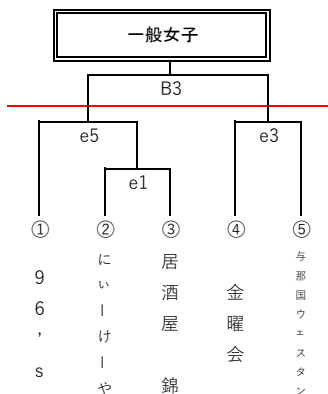 一般女子
B3
e5
e3
e1
① ② ③ ④ ⑤
96’s
にぃーけーや
居酒屋 錦
金曜会
与那国ウェスタン